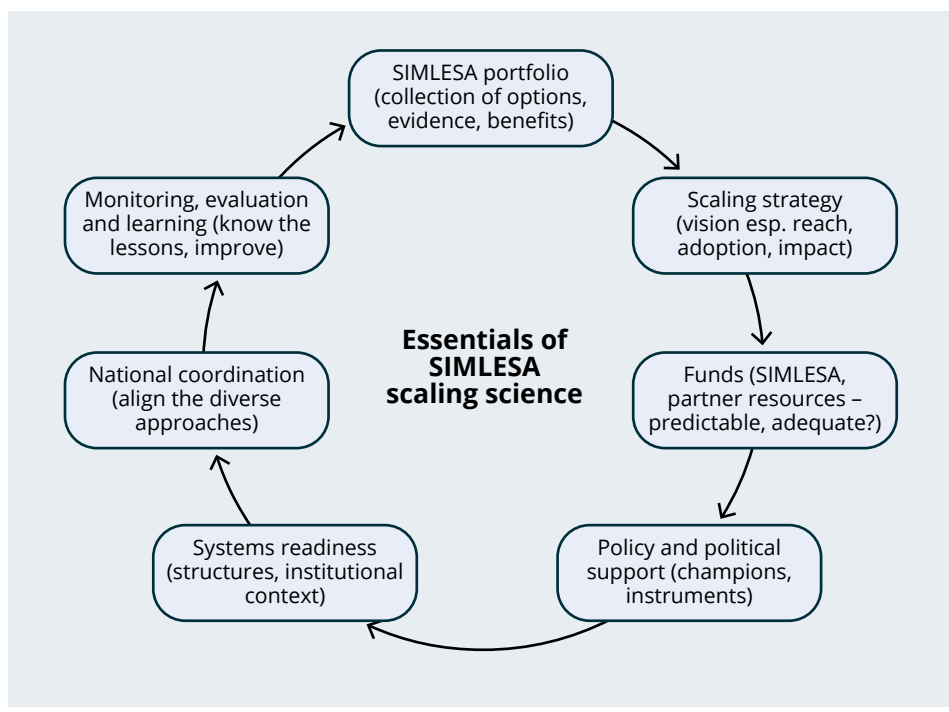 SIMLESA portfolio
(collection of options,
evidence, benefits)
Scaling strategy
(vision esp. reach,
adoption, impact)
Funds (SIMLESA,
partner resources –
predictable, adequate?)
Policy and political
support (champions,
instruments)
Systems readiness
(structures, institutional
context)
National coordination
(align the diverse
approaches)
Monitoring, evaluation
and learning (know the
lessons, improve)
Essentials of
SIMLESA
scaling science